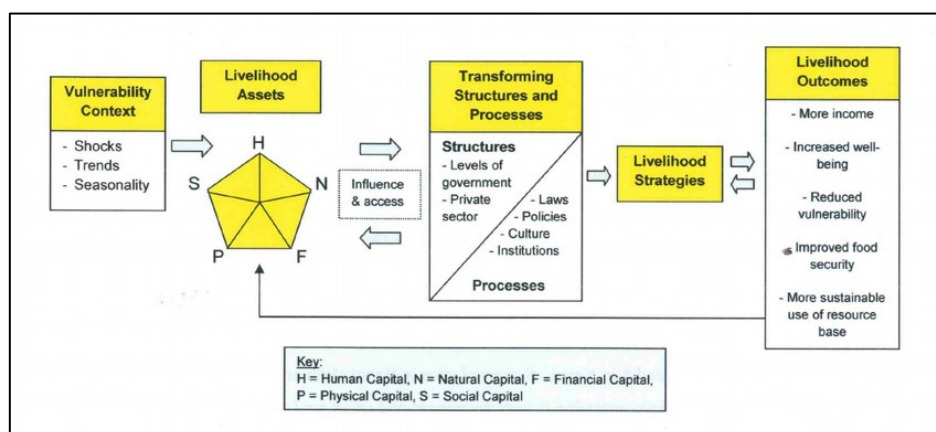 Vulnerability
Context
- Shocks
- Trends
- Seasonality
Livelihood
Assets
H
S
N
P
F
Influence
& access
Transforming
Structures and
Processes
Structures
- Levels of
government
- Private
sector
- Laws
- Policies
- Culture
- Institutions
Processes
Livelihood
Strategies
Livelihood
Outcomes
- More income
- Increased well-
being
- Reduced
vulnerability
- Improved food
security
- More sustainable
use of resource
base
Key:
H = Human Capital, N = Natural Capital, F = Financial Capital,
P = Physical Capital, S = Social Capital